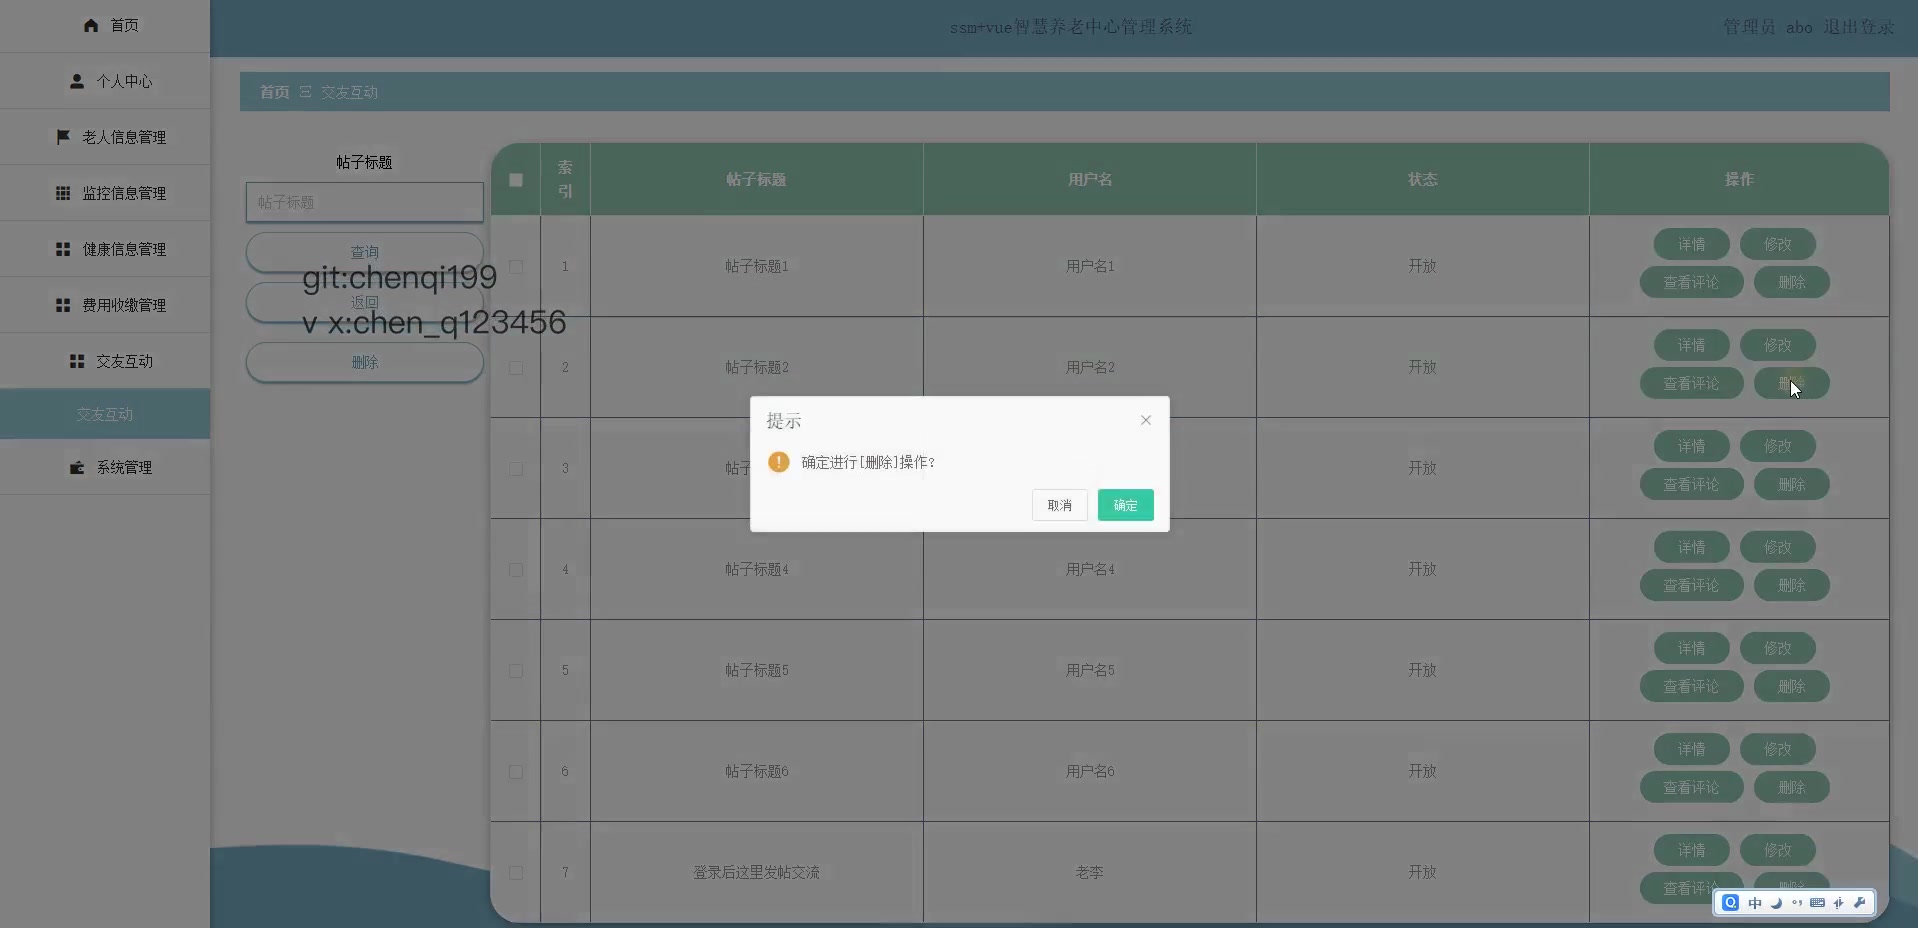 首页
个人中心
老人信息管理
监控信息管理
健康信息管理
费用收缴管理
交友互动
交友互动
系统管理
ssm+vue智慧养老中心管理系统
管理员 abo 退出登录
首页 交友互动
帖子标题
帖子标题
查询
返回
删除
git:chenqi199
v x:chen_q123456
索引 帖子标题 用户名 状态 操作
1 帖子标题1 用户名1 开放 详情 修改
查看评论 删除
2 帖子标题2 用户名2 开放 详情 修改
查看评论 删除
3 帖子 开放 详情 修改
查看评论 删除
4 帖子标题4 用户名4 开放 详情 修改
查看评论 删除
5 帖子标题5 用户名5 开放 详情 修改
查看评论 删除
6 帖子标题6 用户名6 开放 详情 修改
查看评论 删除
7 登录后这里发帖交流 老李 开放 详情 修改
查看评论 删除
提示
确定进行[删除]操作?
取消 确定
中